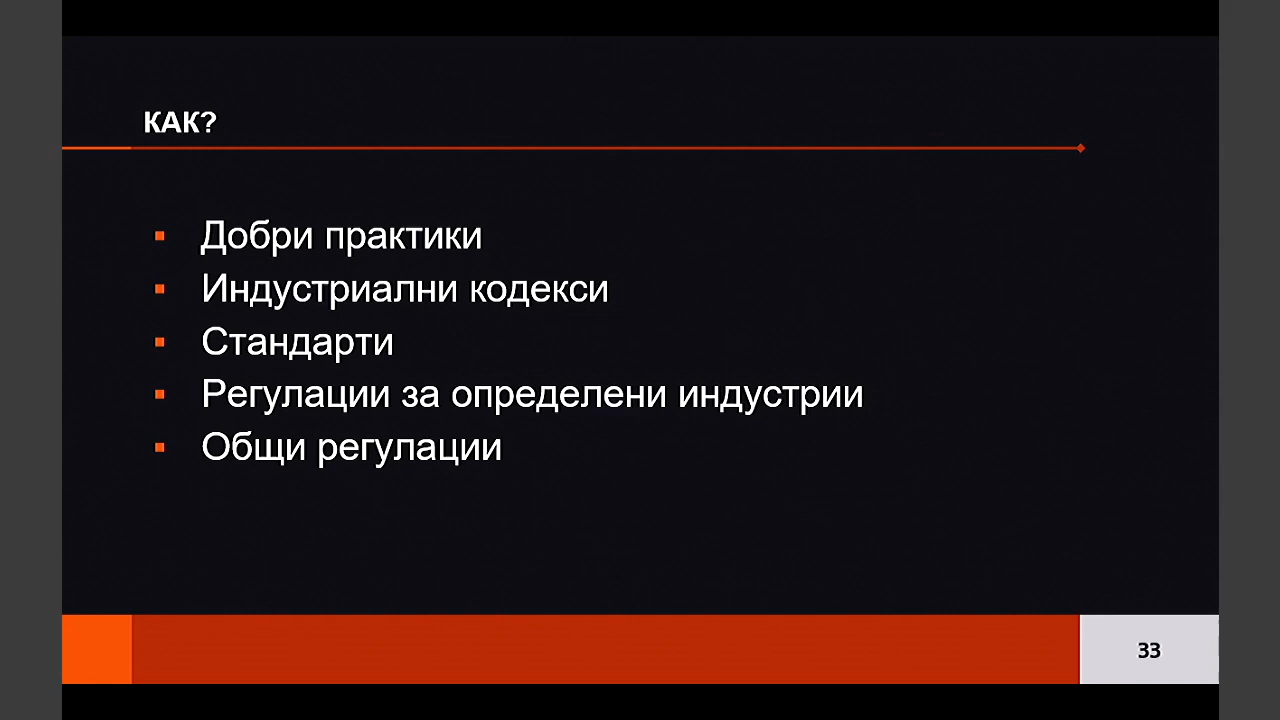 КАК?
Добри практики
Индустриални кодекси
Стандарти
Регулации за определени индустрии
Общи регулации
33